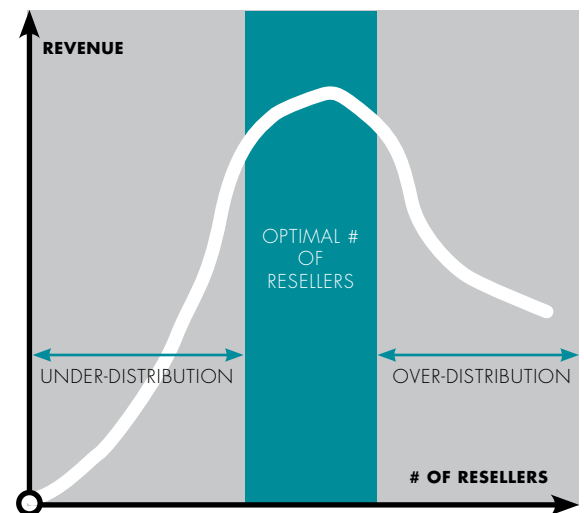 REVENUE
OPTIMAL #
OF
RESELLERS
UNDER-DISTRIBUTION
OVER-DISTRIBUTION
# OF RESELLERS